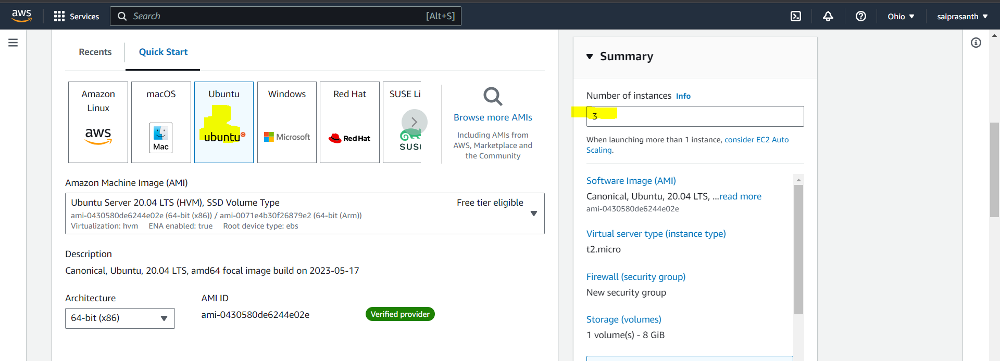 aws
Services
Search
[Alt+S]
Ohio
saiprasanth
Recents
Quick Start
Amazon
Linux
aws
macOS
Mac
Ubuntu
ubuntu
Windows
Microsoft
Red Hat
Red Hat
SUSE Li
SUS
Browse more AMIs
Including AMIs from
AWS, Marketplace and
the Community
Amazon Machine Image (AMI)
Ubuntu Server 20.04 LTS (HVM), SSD Volume Type
Free tier eligible
ami-0430580de6244e02e (64-bit (x86)) / ami-0071e4b30f26879e2 (64-bit (Arm))
Virtualization: hvm ENA enabled: true Root device type: ebs
Description
Canonical, Ubuntu, 20.04 LTS, amd64 focal image build on 2023-05-17
Architecture
64-bit (x86)
AMI ID
ami-0430580de6244e02e
Verified provider
Summary
Number of instances Info
3
When launching more than 1 instance, consider EC2 Auto
Scaling.
Software Image (AMI)
Canonical, Ubuntu, 20.04 LTS, ...read more
ami-0430580de6244e02e
Virtual server type (instance type)
t2.micro
Firewall (security group)
New security group
Storage (volumes)
1 volume(s) - 8 GiB